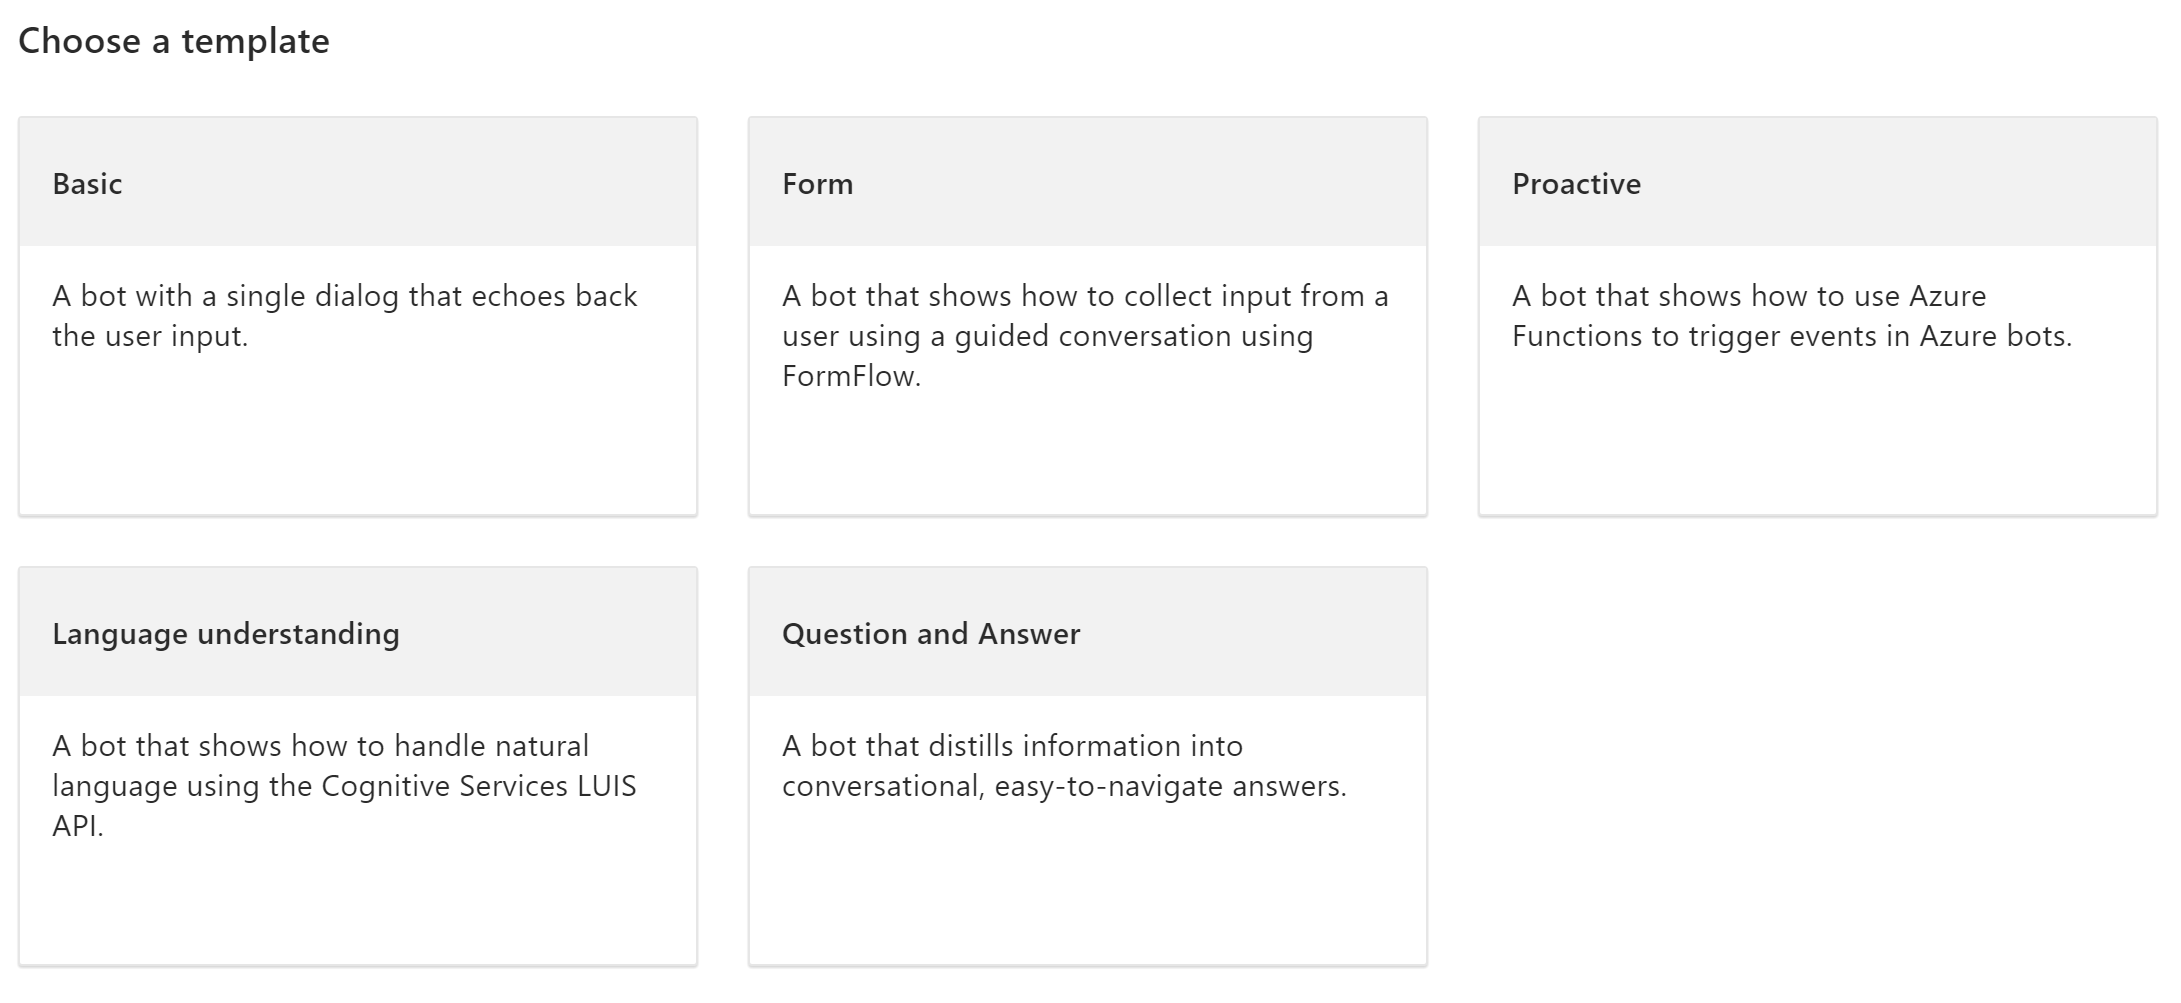 Choose a template
Basic
A bot with a single dialog that echoes back
the user input.
Form
A bot that shows how to collect input from a
user using a guided conversation using
FormFlow.
Proactive
A bot that shows how to use Azure
Functions to trigger events in Azure bots.
Language understanding
A bot that shows how to handle natural
language using the Cognitive Services LUIS
API.
Question and Answer
A bot that distills information into
conversational, easy-to-navigate answers.